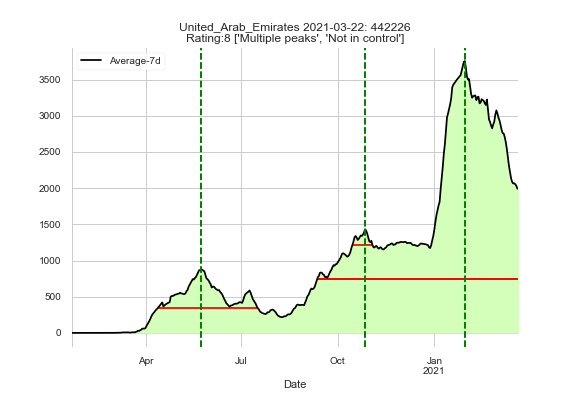 United_Arab_Emirates 2021-03-22: 442226
Rating:8 ['Multiple peaks', 'Not in control']
Average-7d
3500
3000
2500
2000
1500
1000
500
0
Apr
Jul
Oct
Jan
2021
Date